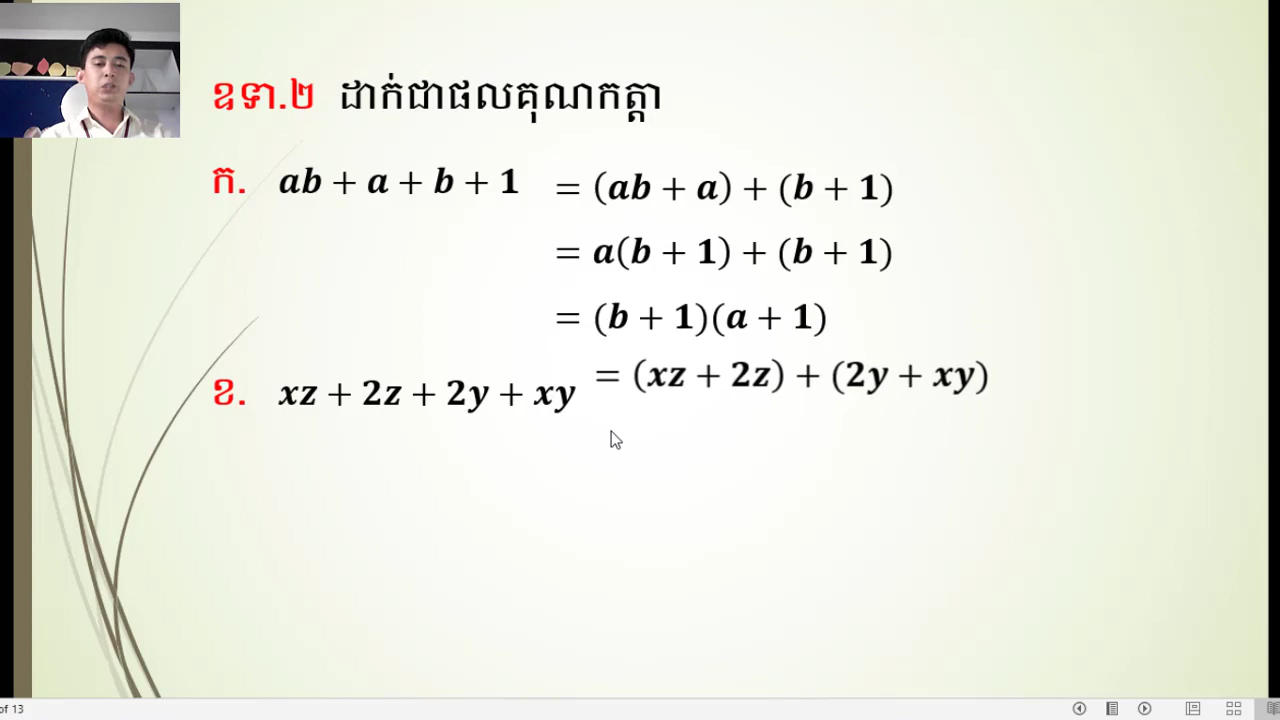 ឧទា.២ ដាក់ជាផលគុណកត្តា
ក. ab + a + b + 1 = (ab + a) + (b + 1)
= a(b + 1) + (b + 1)
= (b + 1)(a + 1)
ខ. xz + 2z + 2y + xy = (xz + 2z) + (2y + xy)
of 13